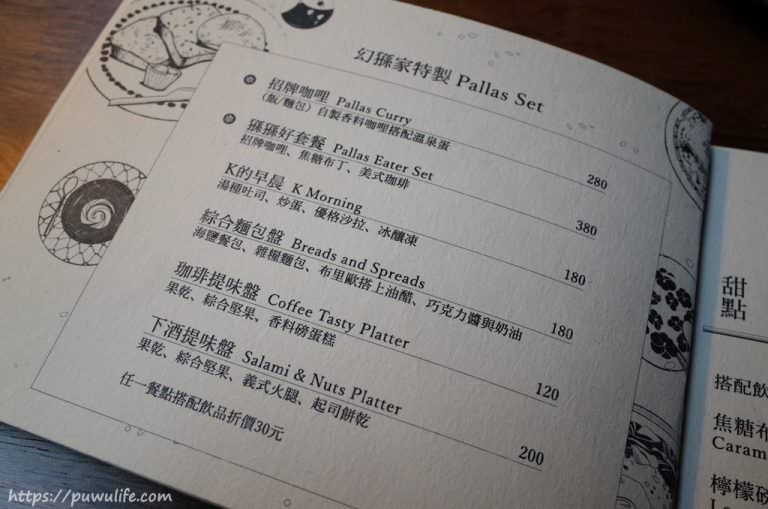 幻猻家特製 Pallas Set
招牌咖哩 Pallas Curry
(飯/麵包)自製香料咖哩搭配溫泉蛋
280
猻猻好套餐 Pallas Eater Set
招牌咖哩、焦糖布丁、美式咖啡
380
K的早晨 K Morning
湯種吐司、炒蛋、優格沙拉、冰釀凍
180
綜合麵包盤 Breads and Spreads
海鹽餐包、雜糧麵包、布里歐搭上油醋、巧克力醬與奶油
180
珈琲提味盤 Coffee Tasty Platter
果乾、綜合堅果、香料磅蛋糕
120
下酒提味盤 Salami & Nuts Platter
果乾、綜合堅果、義式火腿、起司餅乾
200
任一餐點搭配飲品折價30元
甜點
搭配飲
焦糖布
Caram
檸檬磅
https://puwulife.com